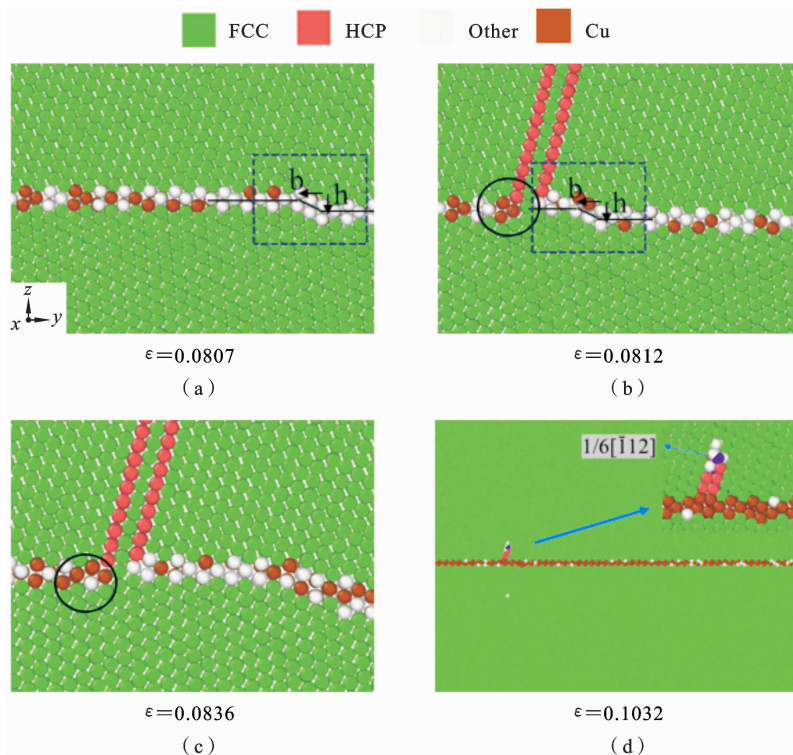 FCC HCP Other Cu
b h
b h
z
x y
ε=0.0807 ε=0.0812
(a) (b)
1/6[1̄12]
ε=0.0836 ε=0.1032
(c) (d)